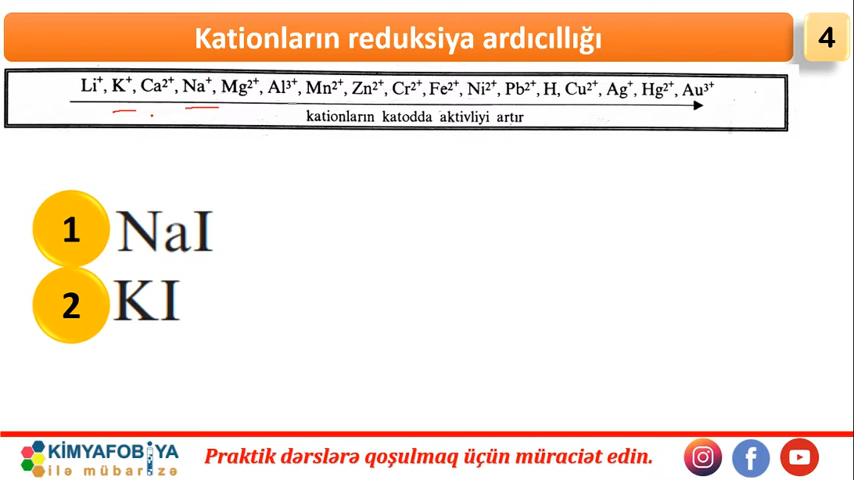 Kationların reduksiya ardıcıllığı
4
Li⁺, K⁺, Ca²⁺, Na⁺, Mg²⁺, Al³⁺, Mn²⁺, Zn²⁺, Cr²⁺, Fe²⁺, Ni²⁺, Pb²⁺, H, Cu²⁺, Ag⁺, Hg²⁺, Au³⁺
kationların katodda aktivliyi artır
1 NaI
2 KI
KİMYAFOBİYA
ilə mübarizə
Praktik dərslərə qoşulmaq üçün müraciət edin.